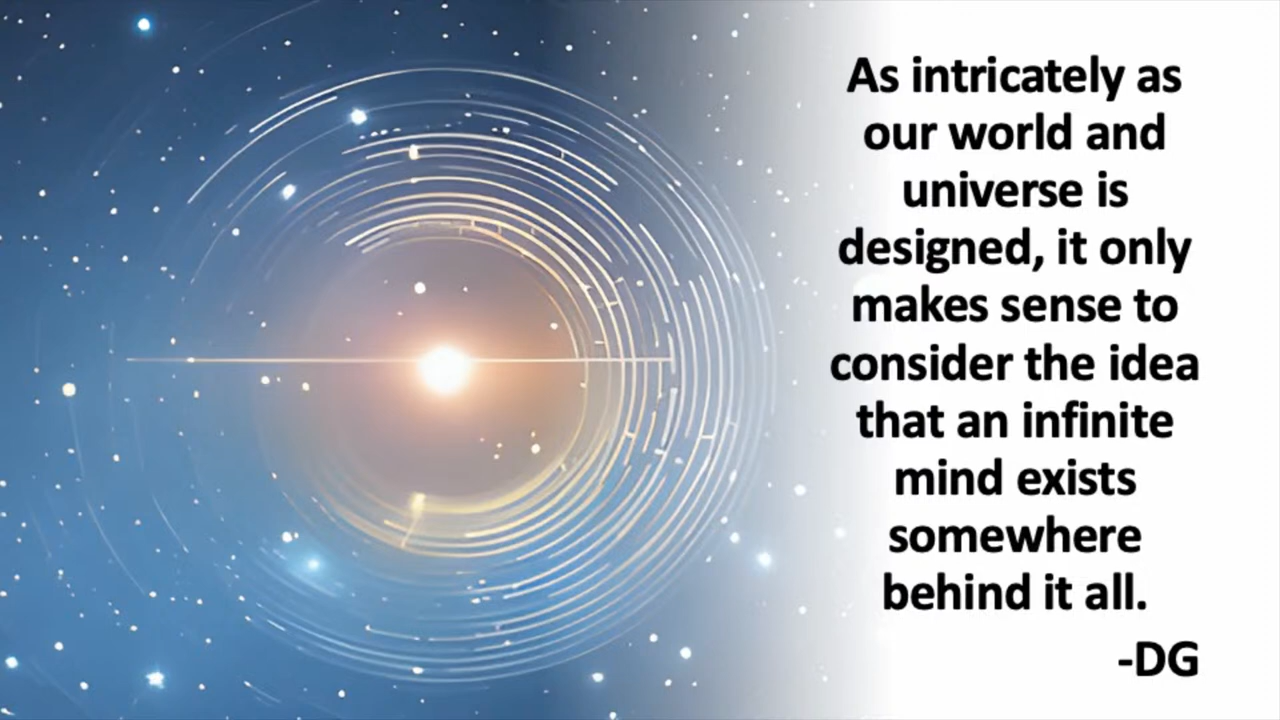 As intricately as
our world and
universe is
designed, it only
makes sense to
consider the idea
that an infinite
mind exists
somewhere
behind it all.
-DG